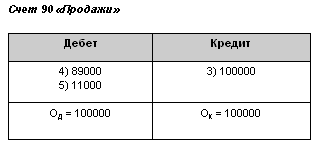 Счет 90 «Продажи»
Дебет Кредит
4) 89000 3) 100000
5) 11000
Од = 100000 Ок = 100000